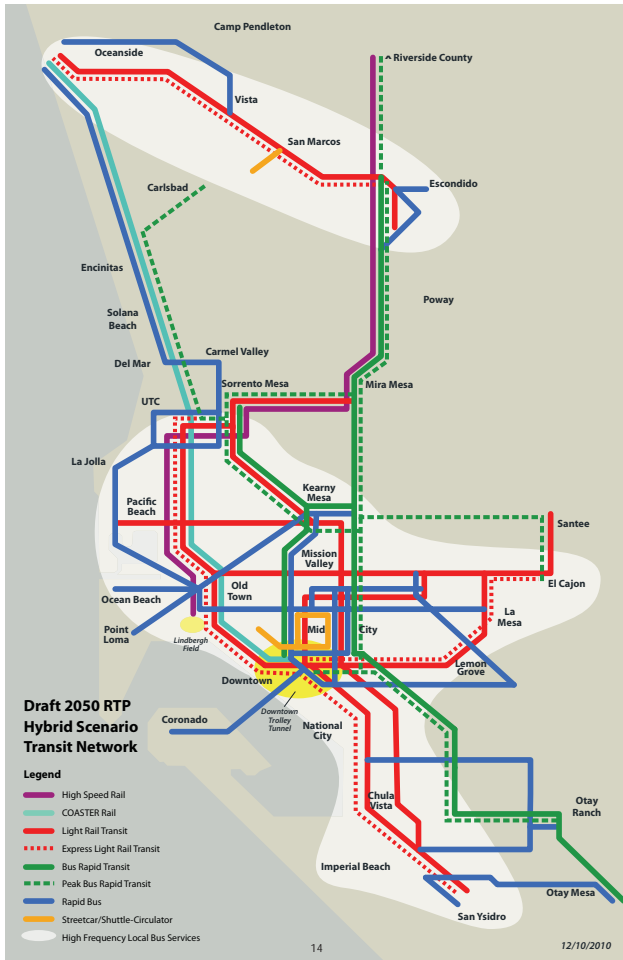 Camp Pendleton
Oceanside
^ Riverside County
Vista
San Marcos
Carlsbad
Escondido
Encinitas
Poway
Solana
Beach
Carmel Valley
Del Mar
Sorrento Mesa
Mira Mesa
UTC
La Jolla
Kearny
Mesa
Pacific
Beach
Santee
Mission
Valley
Old
Town
El Cajon
Ocean Beach
La
Mesa
Point
Loma
Mid City
Lindbergh
Field
Lemon
Grove
Downtown
Downtown
Trolley
Tunnel
Coronado
National
City
Draft 2050 RTP
Hybrid Scenario
Transit Network
Chula
Vista
Otay
Ranch
Imperial Beach
Otay Mesa
San Ysidro
Legend
High Speed Rail
COASTER Rail
Light Rail Transit
Express Light Rail Transit
Bus Rapid Transit
Peak Bus Rapid Transit
Rapid Bus
Streetcar/Shuttle-Circulator
High Frequency Local Bus Services
14
12/10/2010